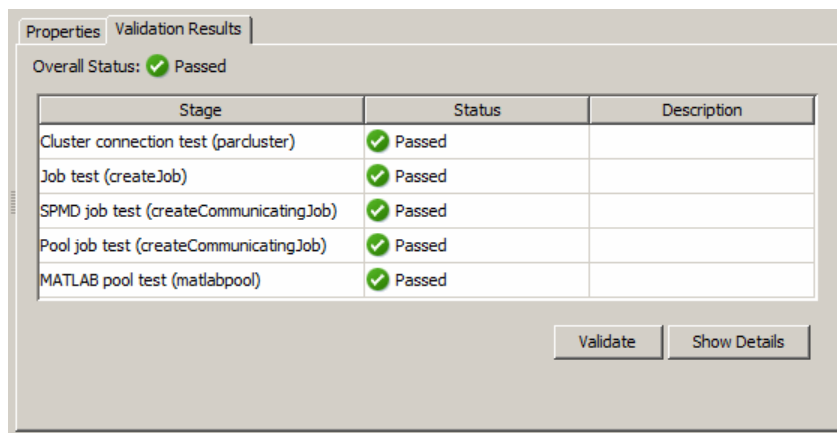 Properties Validation Results
Overall Status: Passed
Stage Status Description
Cluster connection test (parcluster) Passed
Job test (createJob) Passed
SPMD job test (createCommunicatingJob) Passed
Pool job test (createCommunicatingJob) Passed
MATLAB pool test (matlabpool) Passed
Validate Show Details